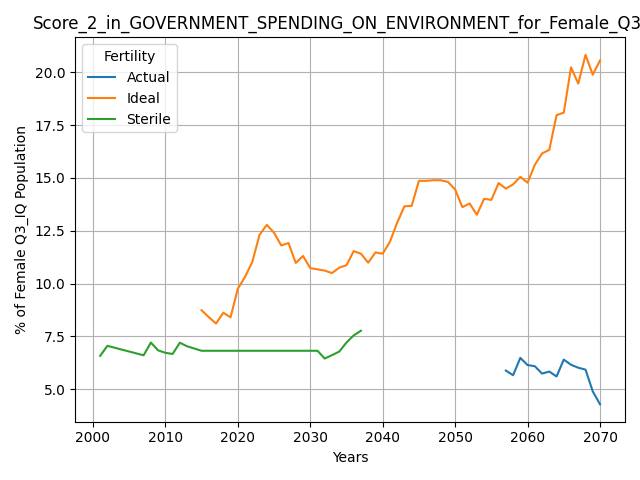 Score_2_in_GOVERNMENT_SPENDING_ON_ENVIRONMENT_for_Female_Q3
Fertility
Actual
Ideal
Sterile
20.0
17.5
15.0
12.5
10.0
7.5
5.0
% of Female Q3_IQ Population
2000 2010 2020 2030 2040 2050 2060 2070
Years